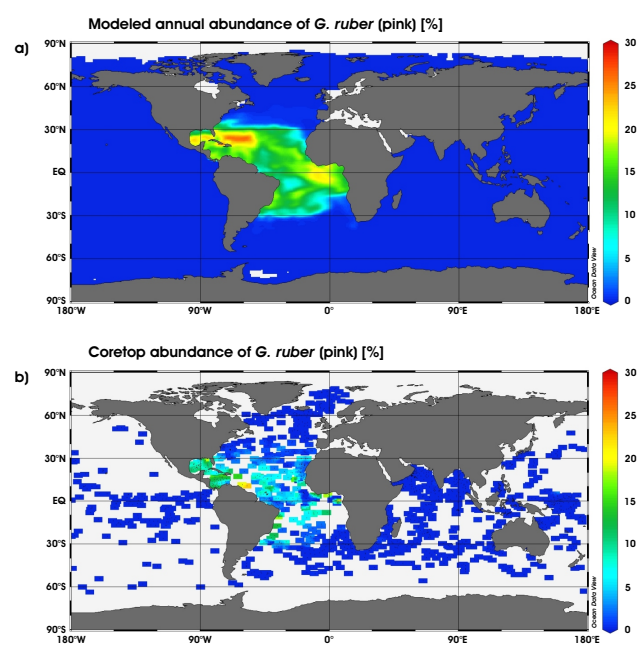 Modeled annual abundance of G. ruber (pink) [%]
a)
90°N
60°N
30°N
EQ
30°S
60°S
90°S
180°W
90°W
0°
90°E
180°E
30
25
20
15
10
5
0
Ocean Data View
Coretop abundance of G. ruber (pink) [%]
b)
90°N
60°N
30°N
EQ
30°S
60°S
90°S
180°W
90°W
0°
90°E
180°E
30
25
20
15
10
5
0
Ocean Data View